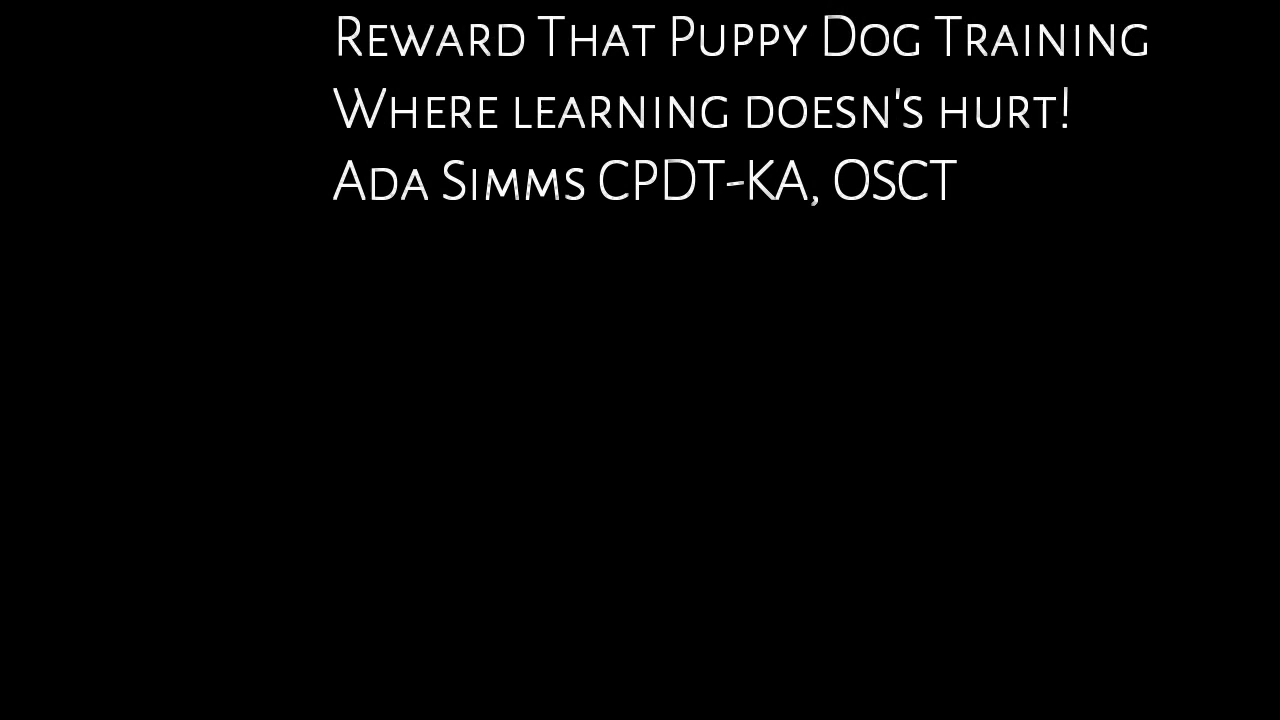 Reward That Puppy Dog Training
Where learning doesn's hurt!
Ada Simms CPDT-KA, OSCT